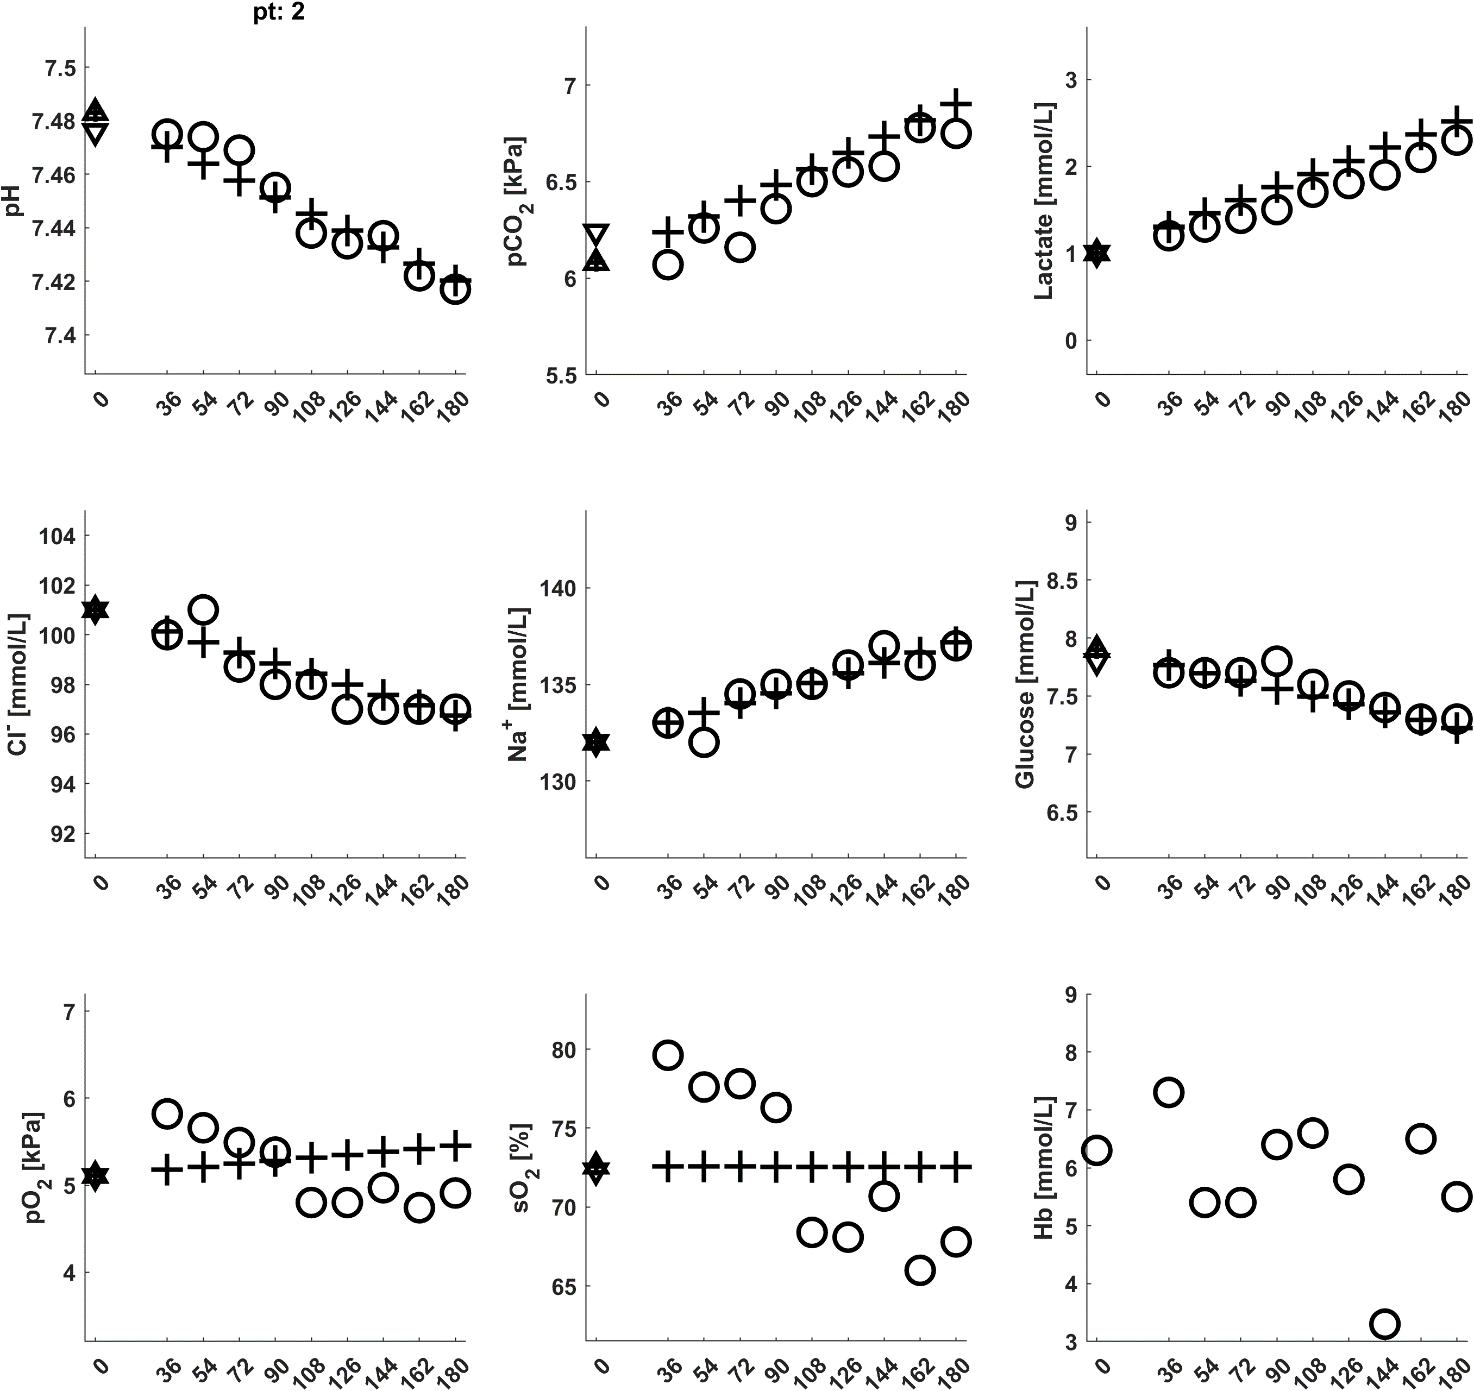 pt: 2
pH
7.5
7.48
7.46
7.44
7.42
7.4
0 36 54 72 90 108 126 144 162 180
pCO2 [kPa]
7
6.5
6
5.5
0 36 54 72 90 108 126 144 162 180
Lactate [mmol/L]
3
2
1
0
0 36 54 72 90 108 126 144 162 180
Cl- [mmol/L]
104
102
100
98
96
94
92
0 36 54 72 90 108 126 144 162 180
Na+ [mmol/L]
140
135
130
0 36 54 72 90 108 126 144 162 180
Glucose [mmol/L]
9
8.5
8
7.5
7
6.5
0 36 54 72 90 108 126 144 162 180
pO2 [kPa]
7
6
5
4
0 36 54 72 90 108 126 144 162 180
sO2 [%]
80
75
70
65
0 36 54 72 90 108 126 144 162 180
Hb [mmol/L]
9
8
7
6
5
4
3
0 36 54 72 90 108 126 144 162 180